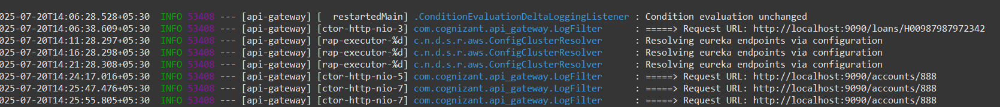 025-07-20T14:06:28.528+05:30  INFO 53408 --- [api-gateway] [  restartedMain] .ConditionEvaluationDeltaLoggingListener : Condition evaluation unchanged
025-07-20T14:06:38.609+05:30  INFO 53408 --- [api-gateway] [ctor-http-nio-3] com.cognizant.api_gateway.LogFilter      : =====> Request URL: http://localhost:9090/loans/H00987987972342
025-07-20T14:11:28.297+05:30  INFO 53408 --- [api-gateway] [rap-executor-%d] c.n.d.s.r.aws.ConfigClusterResolver      : Resolving eureka endpoints via configuration
025-07-20T14:16:28.298+05:30  INFO 53408 --- [api-gateway] [rap-executor-%d] c.n.d.s.r.aws.ConfigClusterResolver      : Resolving eureka endpoints via configuration
025-07-20T14:21:28.308+05:30  INFO 53408 --- [api-gateway] [rap-executor-%d] c.n.d.s.r.aws.ConfigClusterResolver      : Resolving eureka endpoints via configuration
025-07-20T14:24:17.016+05:30  INFO 53408 --- [api-gateway] [ctor-http-nio-5] com.cognizant.api_gateway.LogFilter      : =====> Request URL: http://localhost:9090/accounts/888
025-07-20T14:25:47.476+05:30  INFO 53408 --- [api-gateway] [ctor-http-nio-7] com.cognizant.api_gateway.LogFilter      : =====> Request URL: http://localhost:9090/accounts/888
025-07-20T14:25:55.805+05:30  INFO 53408 --- [api-gateway] [ctor-http-nio-7] com.cognizant.api_gateway.LogFilter      : =====> Request URL: http://localhost:9090/accounts/888